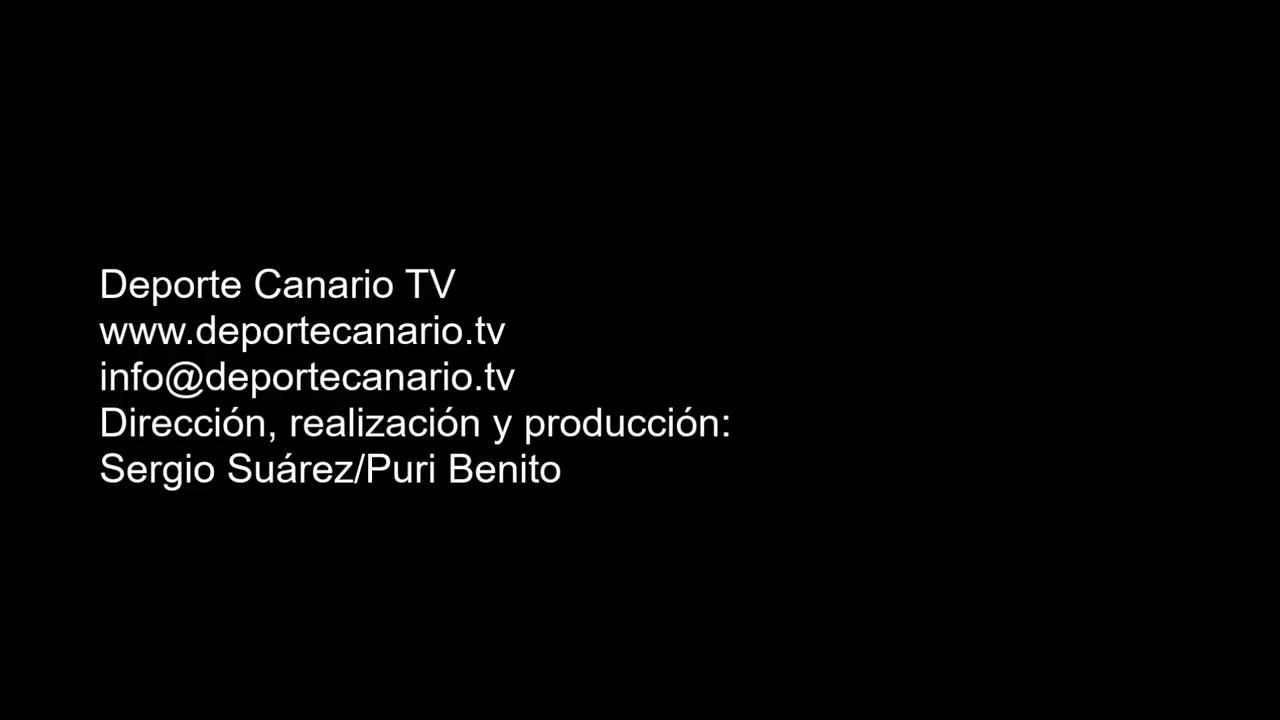 Deporte Canario TV
www.deportecanario.tv
info@deportecanario.tv
Dirección, realización y producción:
Sergio Suárez/Puri Benito